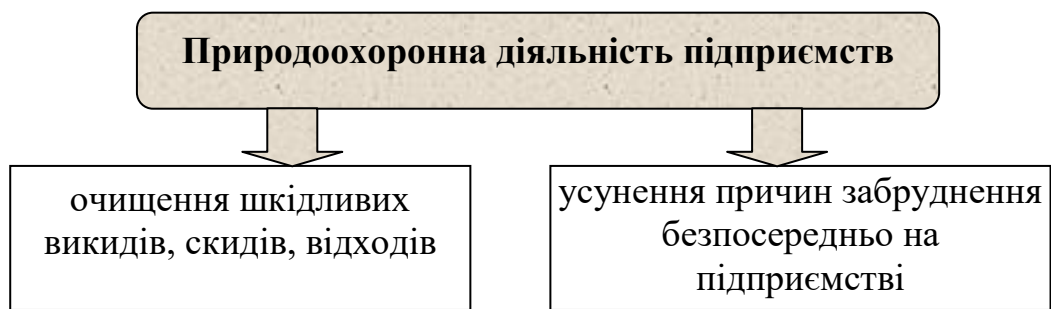 Природоохоронна діяльність підприємств
очищення шкідливих
викидів, скидів, відходів
усунення причин забруднення
безпосередньо на
підприємстві